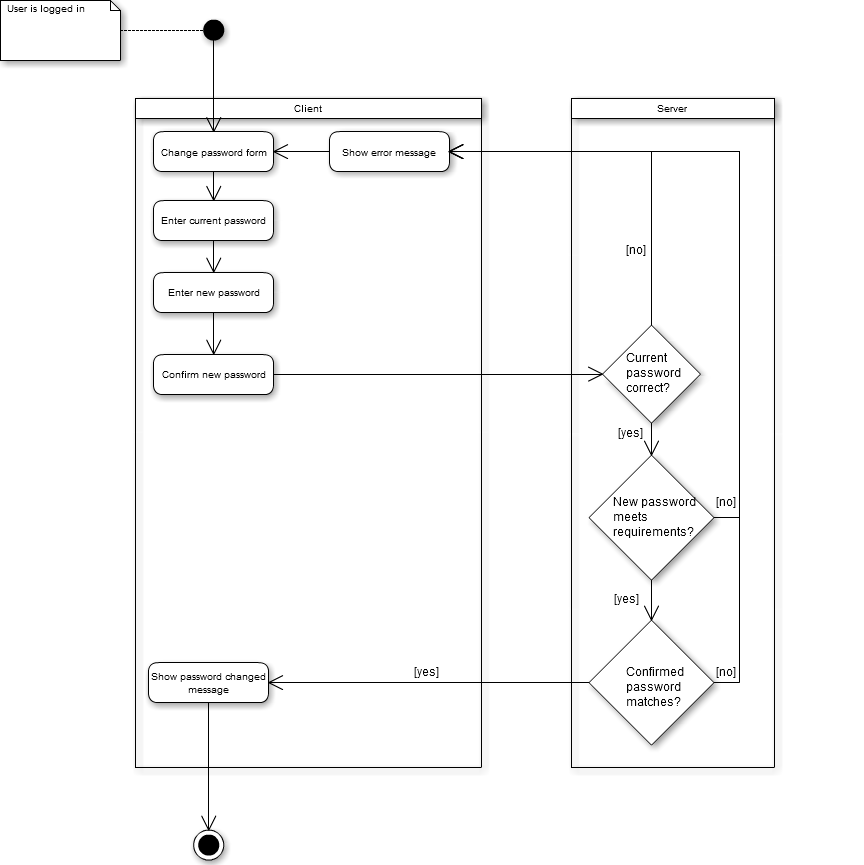 User is logged in
Client
Server
Change password form
Show error message
Enter current password
[no]
Enter new password
Confirm new password
Current
password
correct?
[yes]
New password
meets
requirements?
[no]
[yes]
Show password changed
message
[yes]
Confirmed
password
matches?
[no]